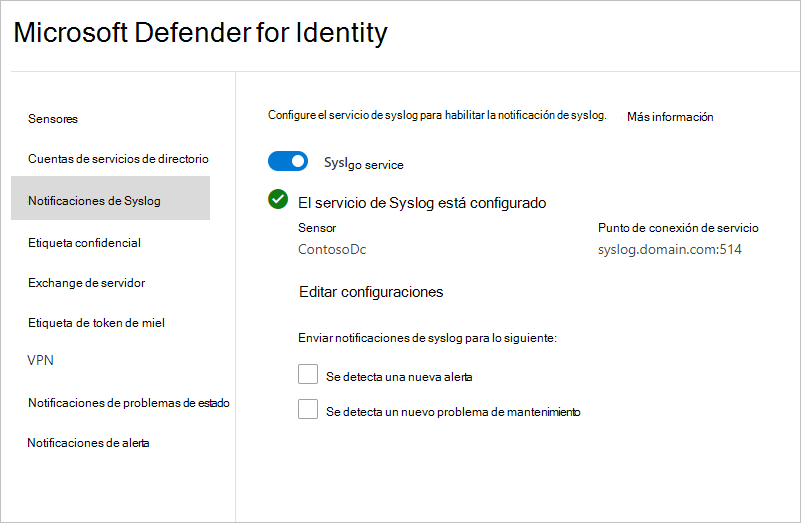 Microsoft Defender for Identity
Sensores
Cuentas de servicios de directorio
Notificaciones de Syslog
Etiqueta confidencial
Exchange de servidor
Etiqueta de token de miel
VPN
Notificaciones de problemas de estado
Notificaciones de alerta
Configure el servicio de syslog para habilitar la notificación de syslog. Más información
Syslgo service
El servicio de Syslog está configurado
Sensor Punto de conexión de servicio
ContosoDc syslog.domain.com:514
Editar configuraciones
Enviar notificaciones de syslog para lo siguiente:
Se detecta una nueva alerta
Se detecta un nuevo problema de mantenimiento